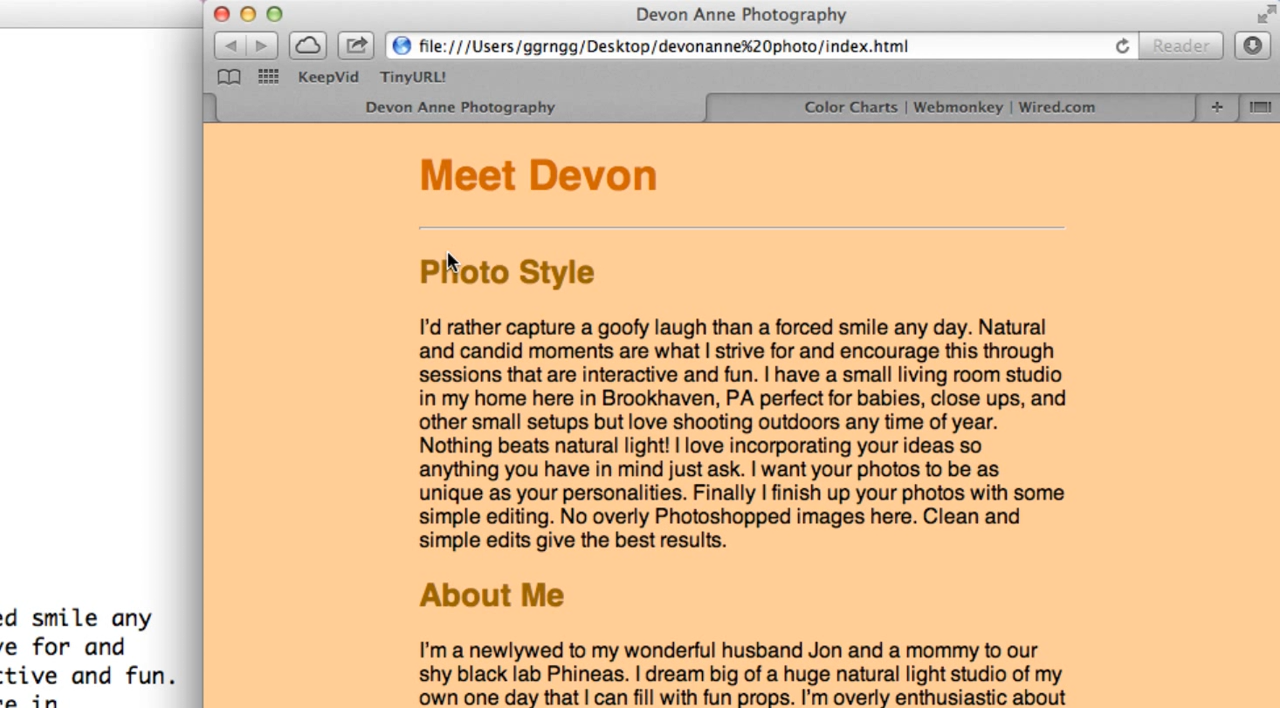 Devon Anne Photography
file:///Users/ggrngg/Desktop/devonanne%20photo/index.html
Reader
KeepVid TinyURL!
Devon Anne Photography
Color Charts | Webmonkey | Wired.com
Meet Devon
Photo Style
I'd rather capture a goofy laugh than a forced smile any day. Natural
and candid moments are what I strive for and encourage this through
sessions that are interactive and fun. I have a small living room studio
in my home here in Brookhaven, PA perfect for babies, close ups, and
other small setups but love shooting outdoors any time of year.
Nothing beats natural light! I love incorporating your ideas so
anything you have in mind just ask. I want your photos to be as
unique as your personalities. Finally I finish up your photos with some
simple editing. No overly Photoshopped images here. Clean and
simple edits give the best results.
About Me
I'm a newlywed to my wonderful husband Jon and a mommy to our
shy black lab Phineas. I dream big of a huge natural light studio of my
own one day that I can fill with fun props. I'm overly enthusiastic about
ed smile any
ve for and
ctive and fun.
re in